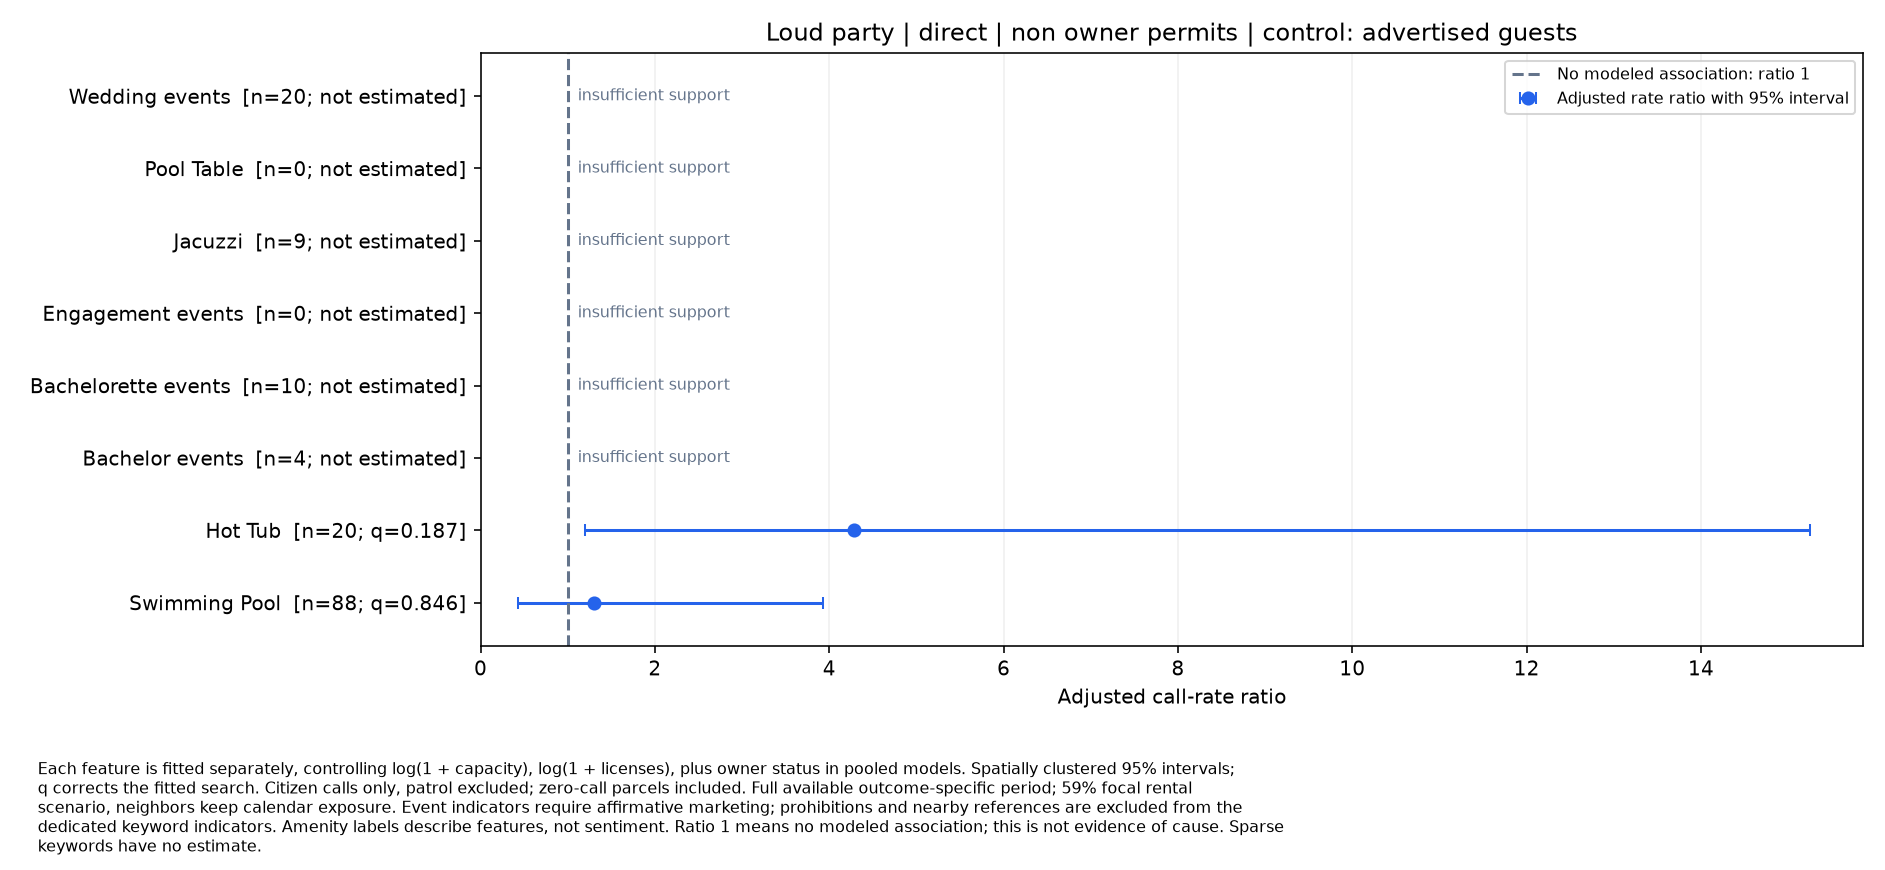 Loud party | direct | non owner permits | control: advertised guests
No modeled association: ratio 1
Adjusted rate ratio with 95% interval
Wedding events [n=20; not estimated]
insufficient support
Pool Table [n=0; not estimated]
insufficient support
Jacuzzi [n=9; not estimated]
insufficient support
Engagement events [n=0; not estimated]
insufficient support
Bachelorette events [n=10; not estimated]
insufficient support
Bachelor events [n=4; not estimated]
insufficient support
Hot Tub [n=20; q=0.187]
Swimming Pool [n=88; q=0.846]
0 2 4 6 8 10 12 14
Adjusted call-rate ratio
Each feature is fitted separately, controlling log(1 + capacity), log(1 + licenses), plus owner status in pooled models. Spatially clustered 95% intervals;
q corrects the fitted search. Citizen calls only, patrol excluded; zero-call parcels included. Full available outcome-specific period; 59% focal rental
scenario, neighbors keep calendar exposure. Event indicators require affirmative marketing; prohibitions and nearby references are excluded from the
dedicated keyword indicators. Amenity labels describe features, not sentiment. Ratio 1 means no modeled association; this is not evidence of cause. Sparse
keywords have no estimate.